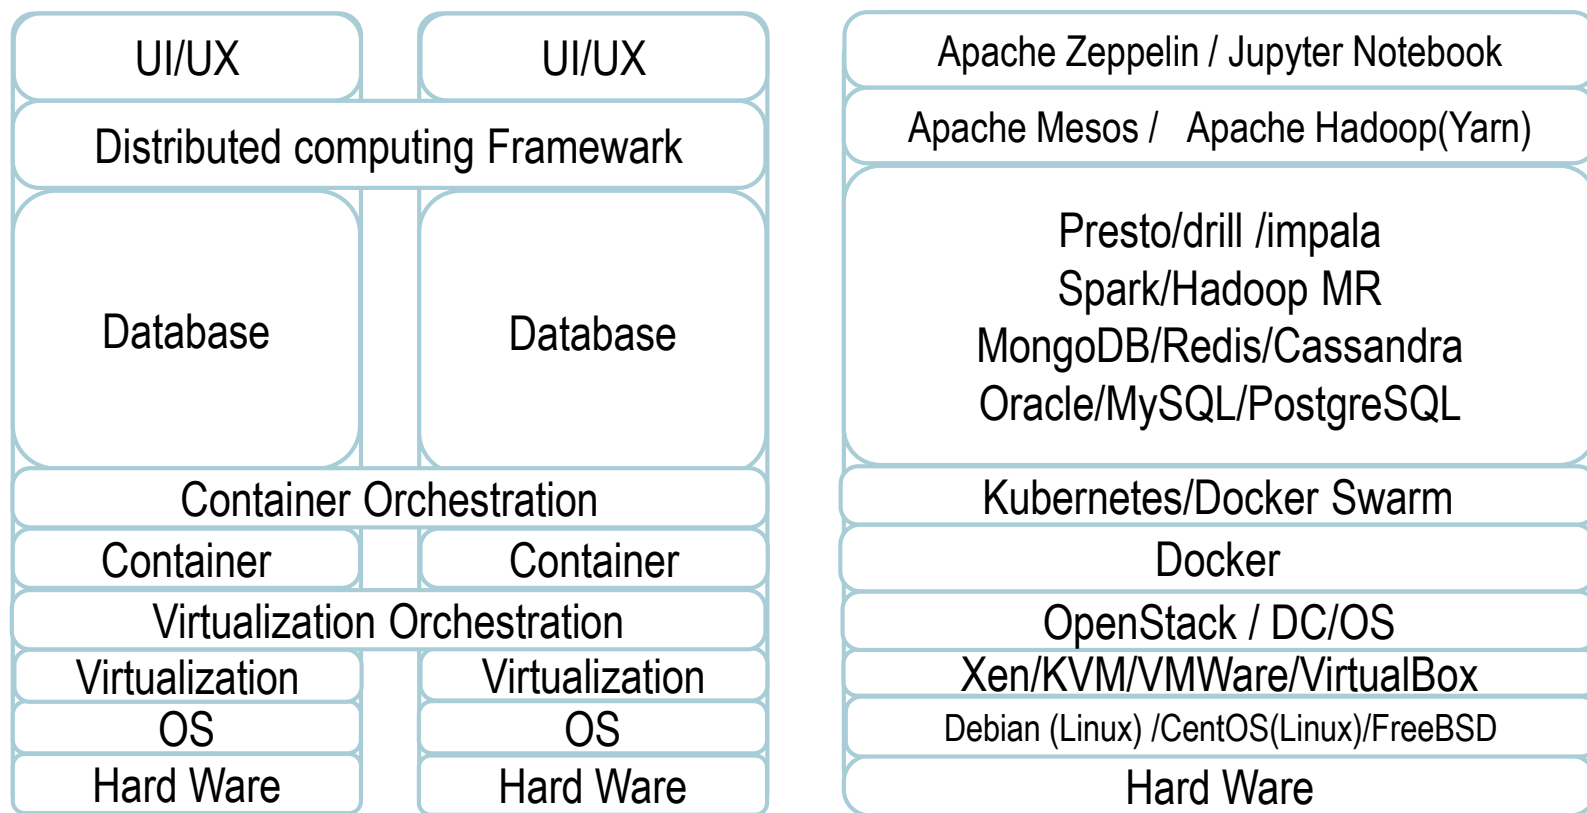 UI/UX
UI/UX
Distributed computing Framewark
Database
Database
Container Orchestration
Container
Container
Virtualization Orchestration
Virtualization
Virtualization
OS
OS
Hard Ware
Hard Ware
Apache Zeppelin / Jupyter Notebook
Apache Mesos / Apache Hadoop(Yarn)
Presto/drill /impala
Spark/Hadoop MR
MongoDB/Redis/Cassandra
Oracle/MySQL/PostgreSQL
Kubernetes/Docker Swarm
Docker
OpenStack / DC/OS
Xen/KVM/VMWare/VirtualBox
Debian (Linux) /CentOS(Linux)/FreeBSD
Hard Ware